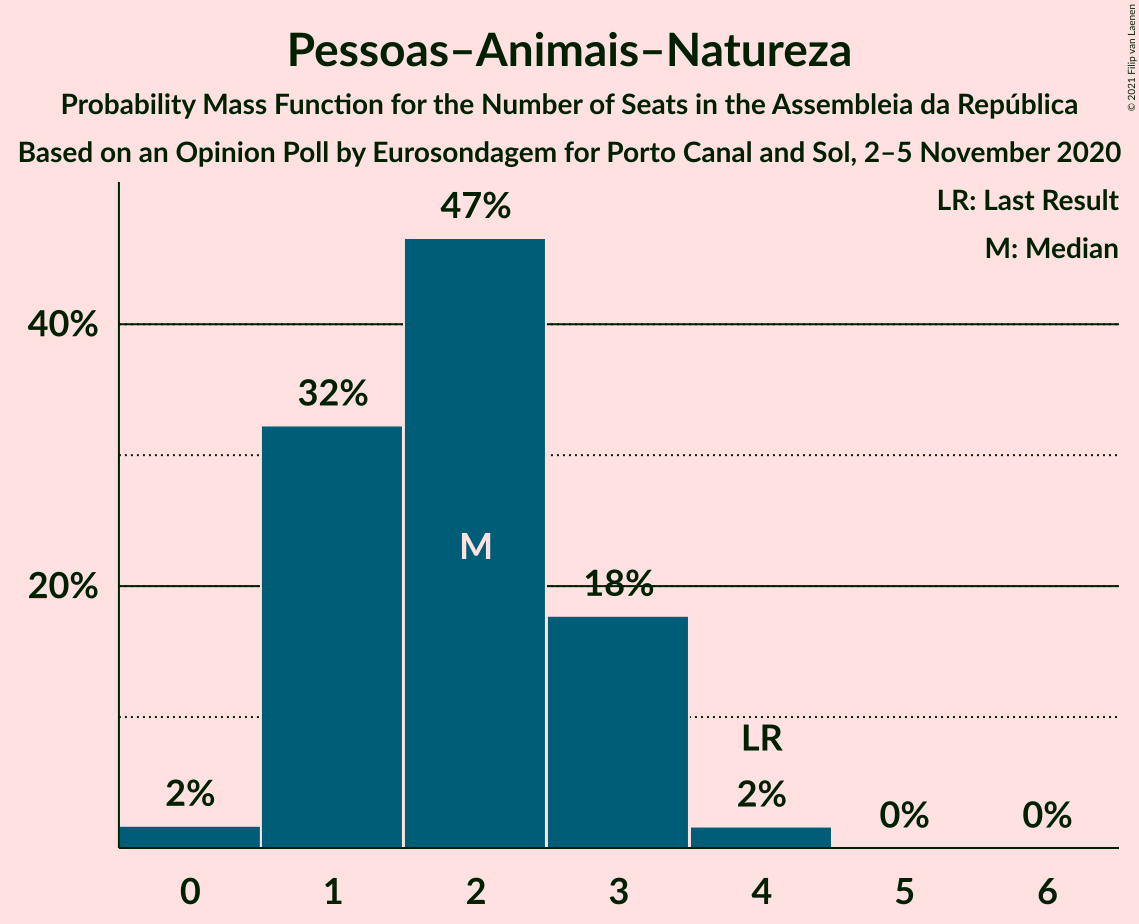 Pessoas–Animais–Natureza
Probability Mass Function for the Number of Seats in the Assembleia da República
Based on an Opinion Poll by Eurosondagem for Porto Canal and Sol, 2–5 November 2020
© 2021 Filip van Laenen
LR: Last Result
M: Median
47%
40%
32%
M
20%
18%
LR
2%
2%
0%
0%
0 1 2 3 4 5 6